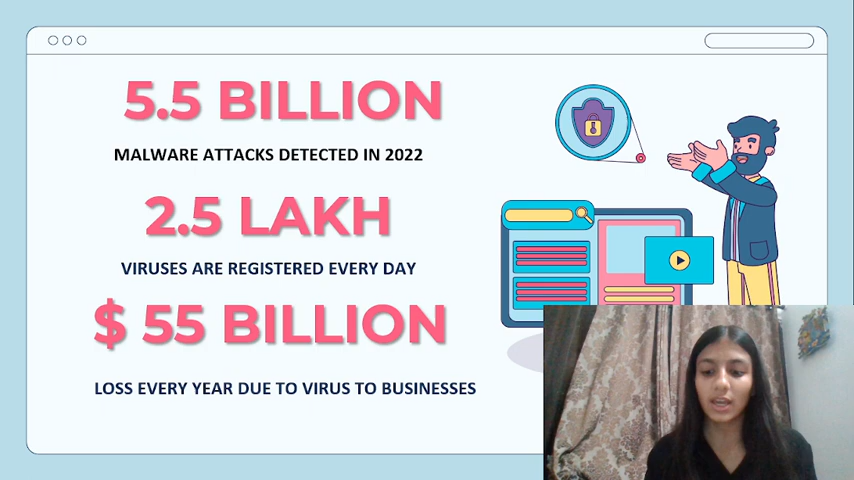 5.5 BILLION
MALWARE ATTACKS DETECTED IN 2022
2.5 LAKH
VIRUSES ARE REGISTERED EVERY DAY
$ 55 BILLION
LOSS EVERY YEAR DUE TO VIRUS TO BUSINESSES